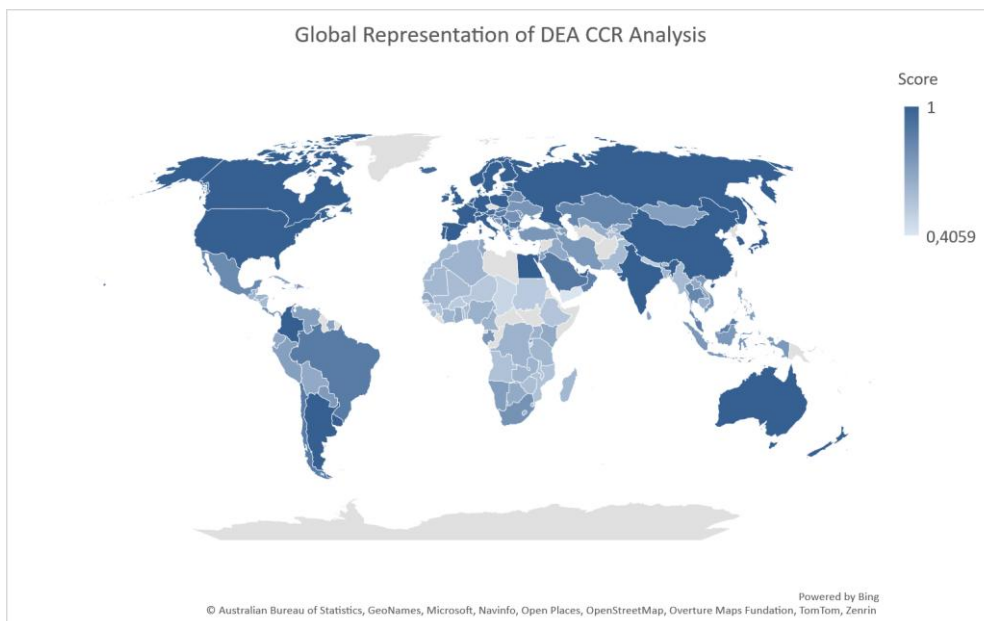 Global Representation of DEA CCR Analysis
Score
1
0,4059
Powered by Bing
© Australian Bureau of Statistics, GeoNames, Microsoft, Navinfo, Open Places, OpenStreetMap, Overture Maps Fundation, TomTom, Zenrin